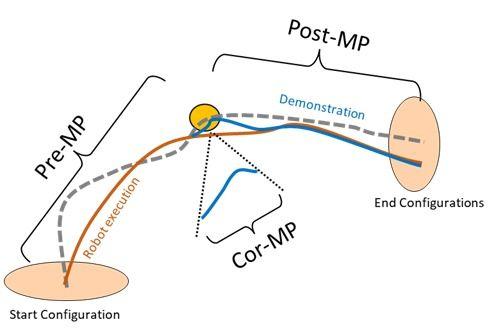 Post-MP
Demonstration
Pre-MP
Robot execution
End Configurations
Cor-MP
Start Configuration